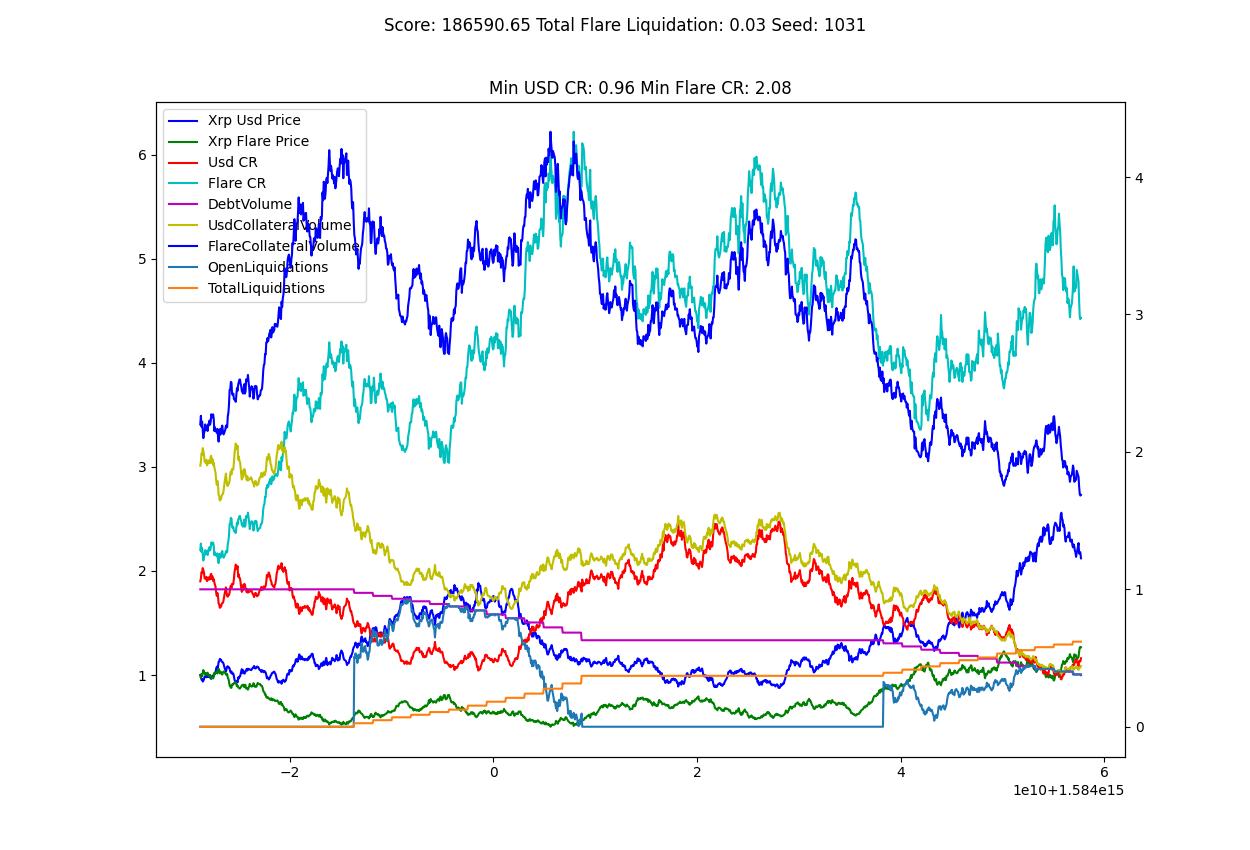 Score: 186590.65 Total Flare Liquidation: 0.03 Seed: 1031
Min USD CR: 0.96 Min Flare CR: 2.08
Xrp Usd Price
Xrp Flare Price
Usd CR
Flare CR
DebtVolume
UsdCollateralVolume
FlareCollateralVolume
OpenLiquidations
TotalLiquidations
6
5
4
3
2
1
4
3
2
1
0
−2
0
2
4
6
1e10+1.584e15